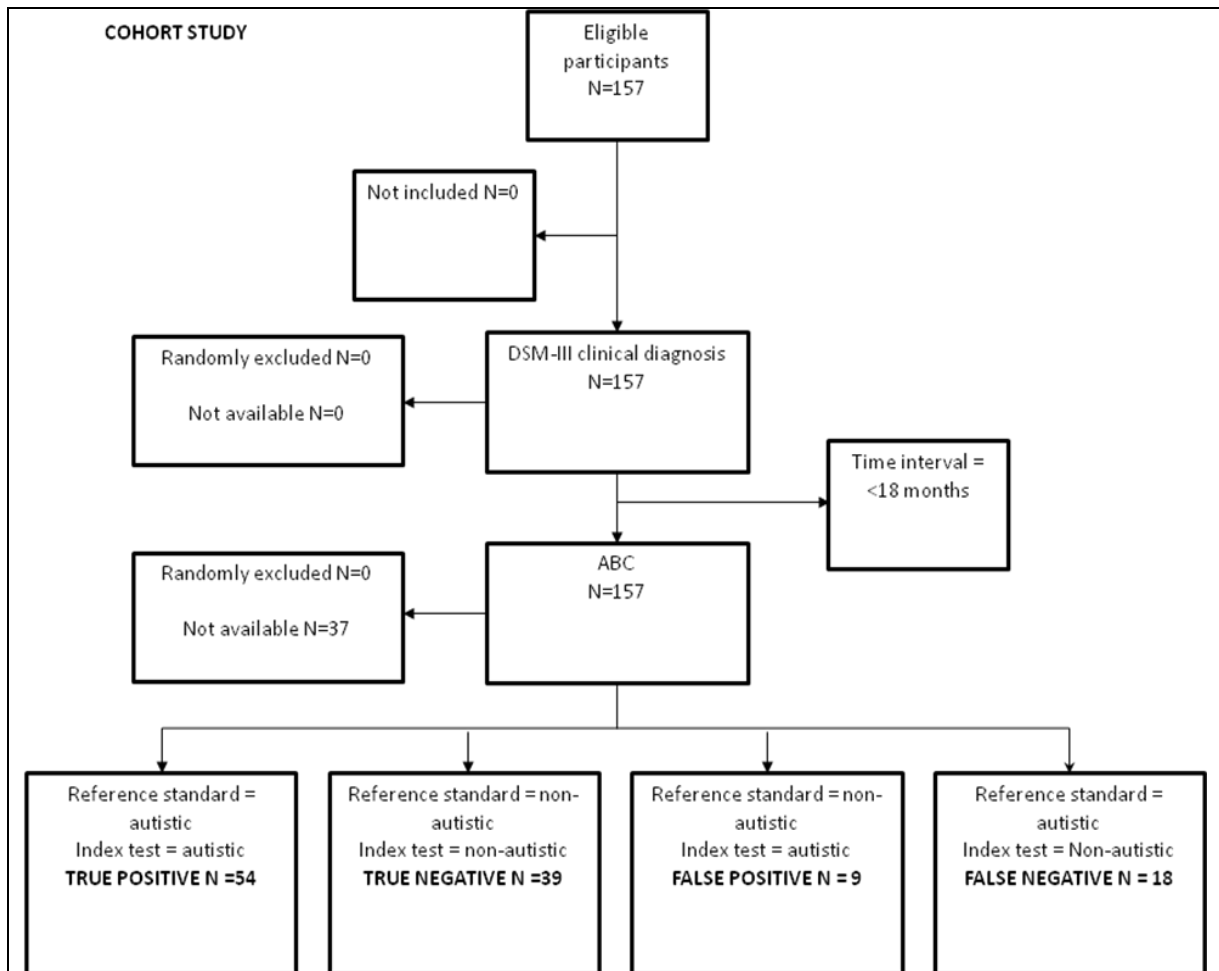 COHORT STUDY
Eligible
participants
N=157
Not included N=0
Randomly excluded N=0
Not available N=0
DSM-III clinical diagnosis
N=157
Time interval =
<18 months
Randomly excluded N=0
Not available N=37
ABC
N=157
Reference standard =
autistic
Index test = autistic
TRUE POSITIVE N =54
Reference standard = non-
autistic
Index test = non-autistic
TRUE NEGATIVE N =39
Reference standard = non-
autistic
Index test = autistic
FALSE POSITIVE N = 9
Reference standard =
autistic
Index test = Non-autistic
FALSE NEGATIVE N = 18